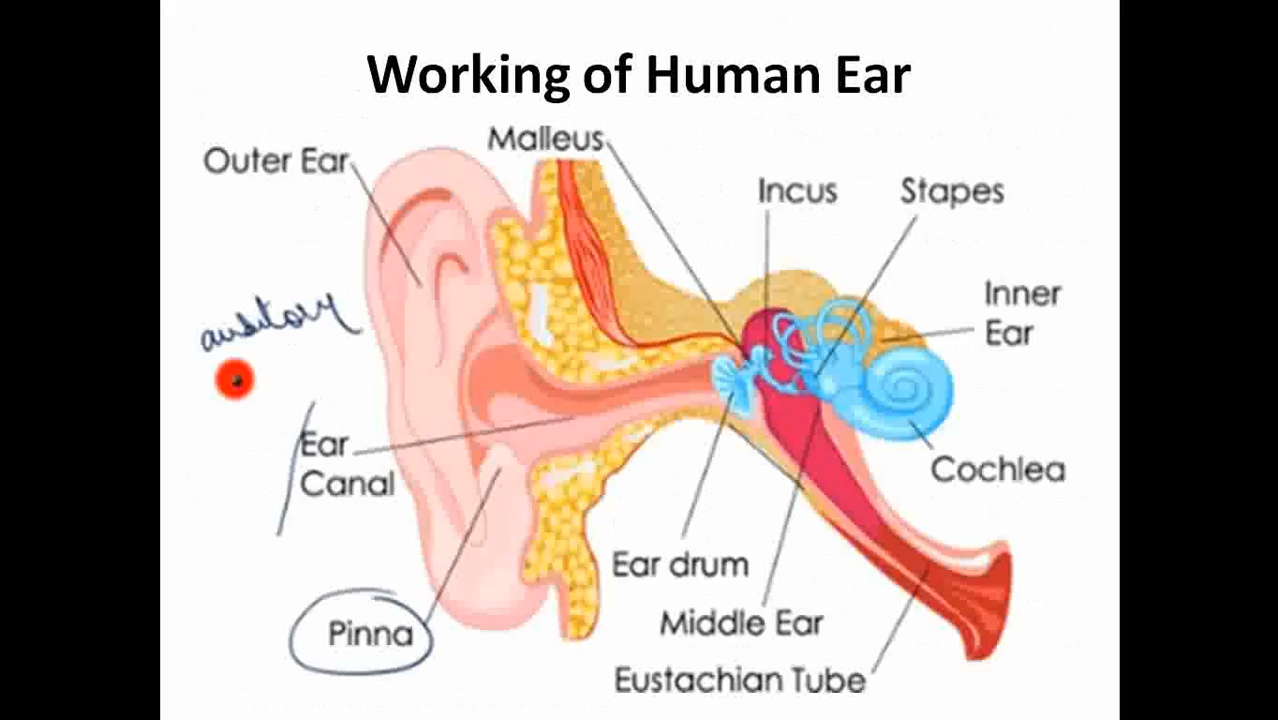 Working of Human Ear
Malleus
Outer Ear
Incus
Stapes
Inner
Ear
auditory
Ear
Canal
Cochlea
Ear drum
Middle Ear
Pinna
Eustachian Tube